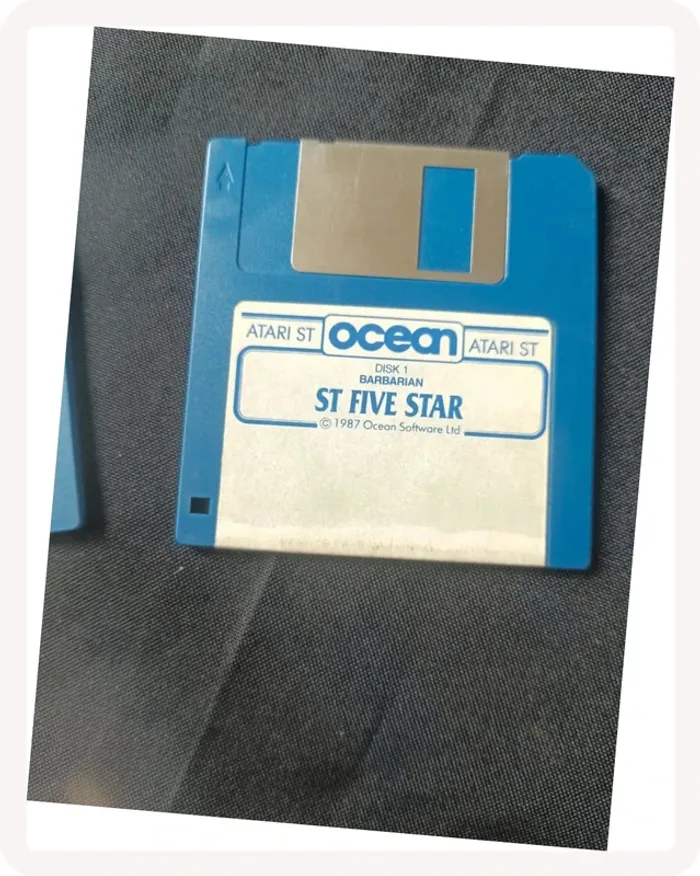 ATARI ST ocean ATARI ST
DISK 1
BARBARIAN
ST FIVE STAR
© 1987 Ocean Software Ltd